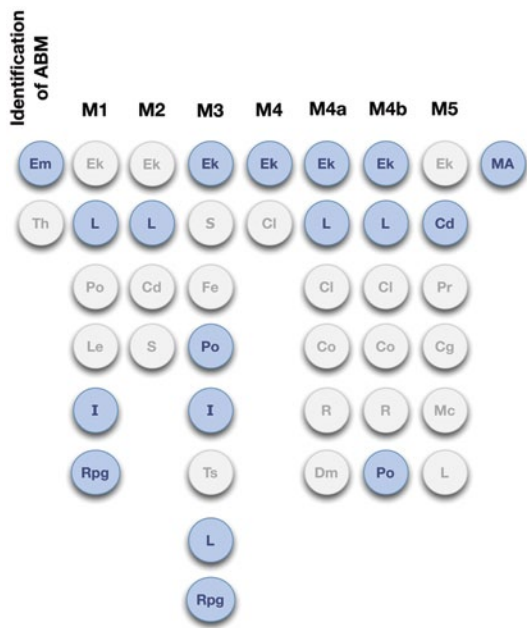 Identification
of ABM
M1 M2 M3 M4 M4a M4b M5
Em Ek Ek Ek Ek Ek Ek Ek MA
Th L L S Cl L L Cd
Po Cd Fe Cl Cl Pr
Le S Po Co Co Cg
I I R R Mc
Rpg Ts Dm Po L
L
Rpg